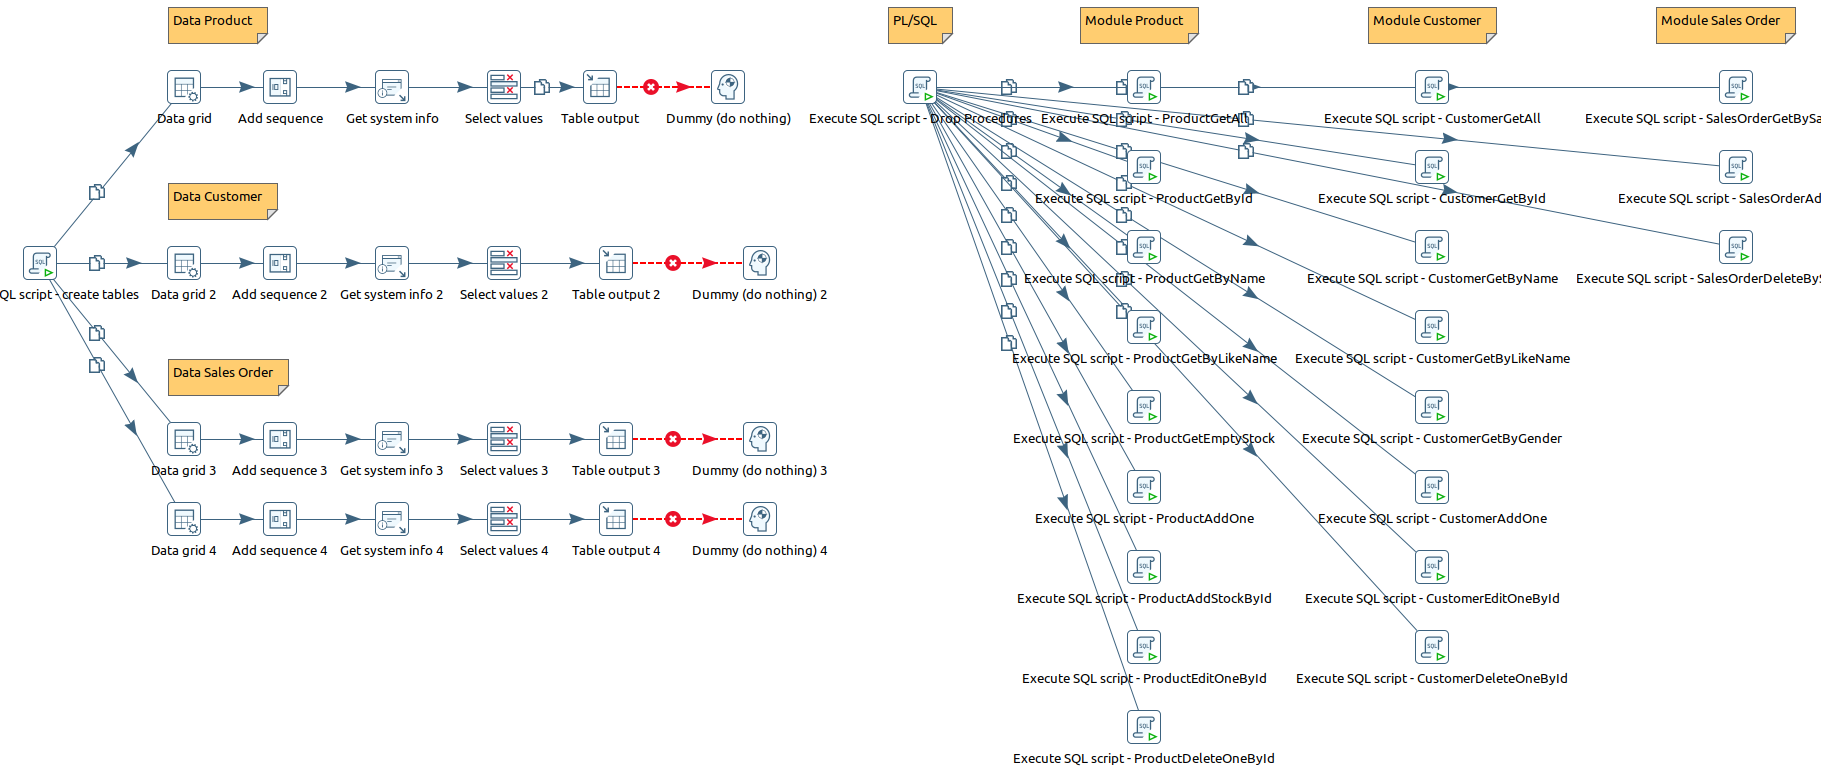 Data Product
PL/SQL
Module Product
Module Customer
Module Sales Order
Data grid
Add sequence
Get system info
Select values
Table output
Dummy (do nothing)
Execute SQL script - Drop Procedures
Execute SQL script - ProductGetAll
Execute SQL script - CustomerGetAll
Execute SQL script - SalesOrderGetBySa
Data Customer
Execute SQL script - ProductGetById
Execute SQL script - CustomerGetById
Execute SQL script - SalesOrderAd
QL script - create tables
Data grid 2
Add sequence 2
Get system info 2
Select values 2
Table output 2
Dummy (do nothing) 2
Execute SQL script - ProductGetByName
Execute SQL script - CustomerGetByName
Execute SQL script - SalesOrderDeleteByS
Data Sales Order
Execute SQL script - ProductGetByLikeName
Execute SQL script - CustomerGetByLikeName
Execute SQL script - ProductGetEmptyStock
Execute SQL script - CustomerGetByGender
Data grid 3
Add sequence 3
Get system info 3
Select values 3
Table output 3
Dummy (do nothing) 3
Execute SQL script - ProductAddOne
Execute SQL script - CustomerAddOne
Data grid 4
Add sequence 4
Get system info 4
Select values 4
Table output 4
Dummy (do nothing) 4
Execute SQL script - ProductAddStockById
Execute SQL script - CustomerEditOneById
Execute SQL script - ProductEditOneById
Execute SQL script - CustomerDeleteOneById
Execute SQL script - ProductDeleteOneById